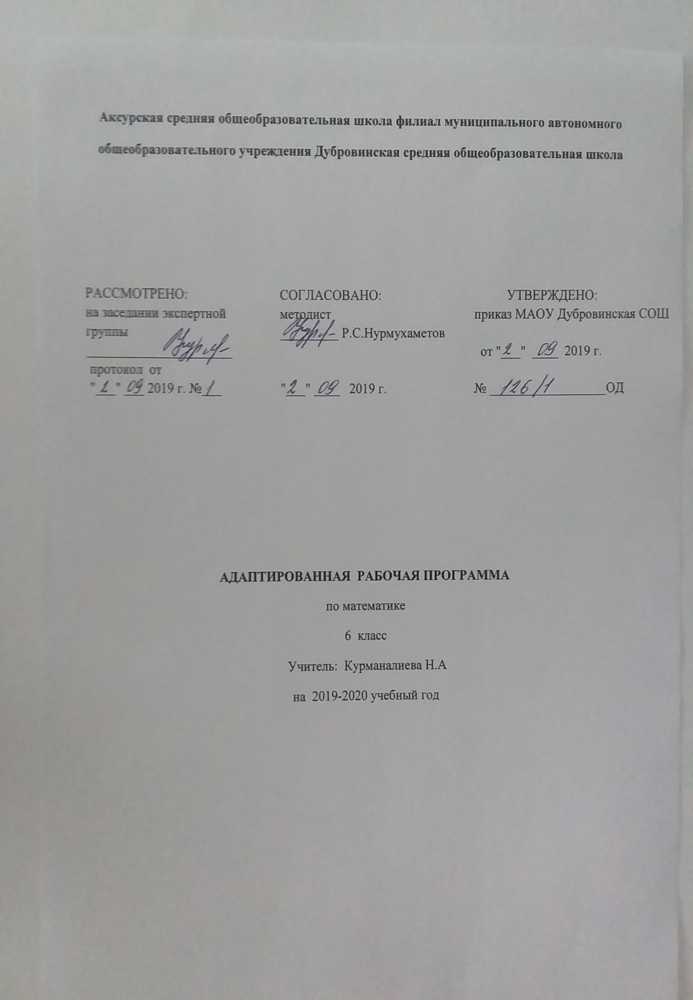 Аксурская средняя общеобразовательная школа филиал муниципального автономного
общеобразовательного учреждения Дубровинская средняя общеобразовательная школа
РАССМОТРЕНО:
на заседании экспертной
группы
протокол от
"2" 09 2019 г. №1
СОГЛАСОВАНО:
методист
Р.С.Нурмухаметов
"2" 09 2019 г.
УТВЕРЖДЕНО:
приказ МАОУ Дубровинская СОШ
от "2" 09 2019 г.
№ 126/1 ОД
АДАПТИРОВАННАЯ РАБОЧАЯ ПРОГРАММА
по математике
6 класс
Учитель: Курманалиева Н.А
на 2019-2020 учебный год